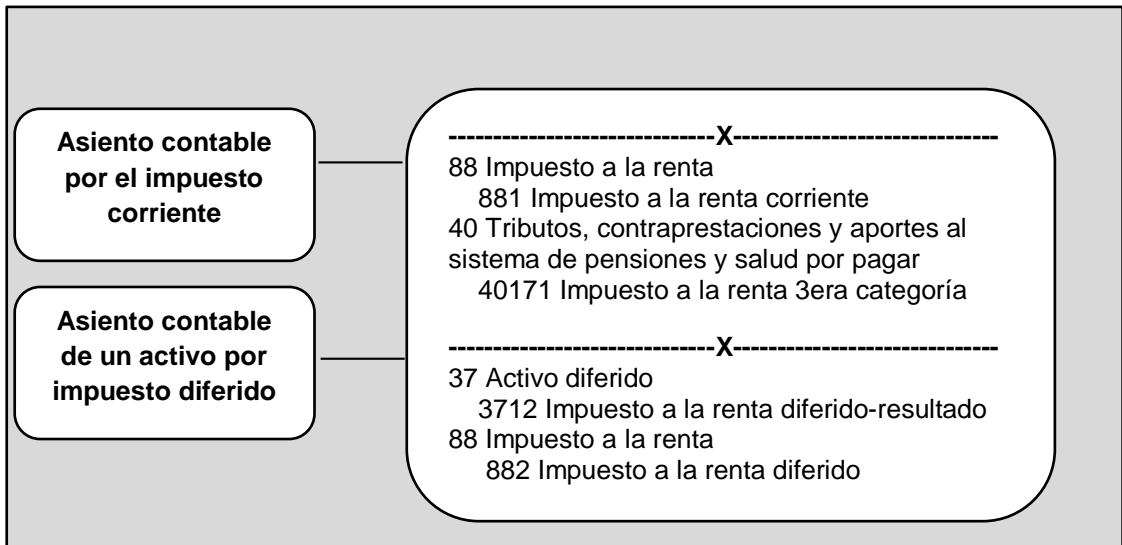 Asiento contable
por el impuesto
corriente
-------------------------------X-------------------------------
88 Impuesto a la renta
881 Impuesto a la renta corriente
40 Tributos, contraprestaciones y aportes al
sistema de pensiones y salud por pagar
40171 Impuesto a la renta 3era categoría
Asiento contable
de un activo por
impuesto diferido
-------------------------------X-------------------------------
37 Activo diferido
3712 Impuesto a la renta diferido-resultado
88 Impuesto a la renta
882 Impuesto a la renta diferido